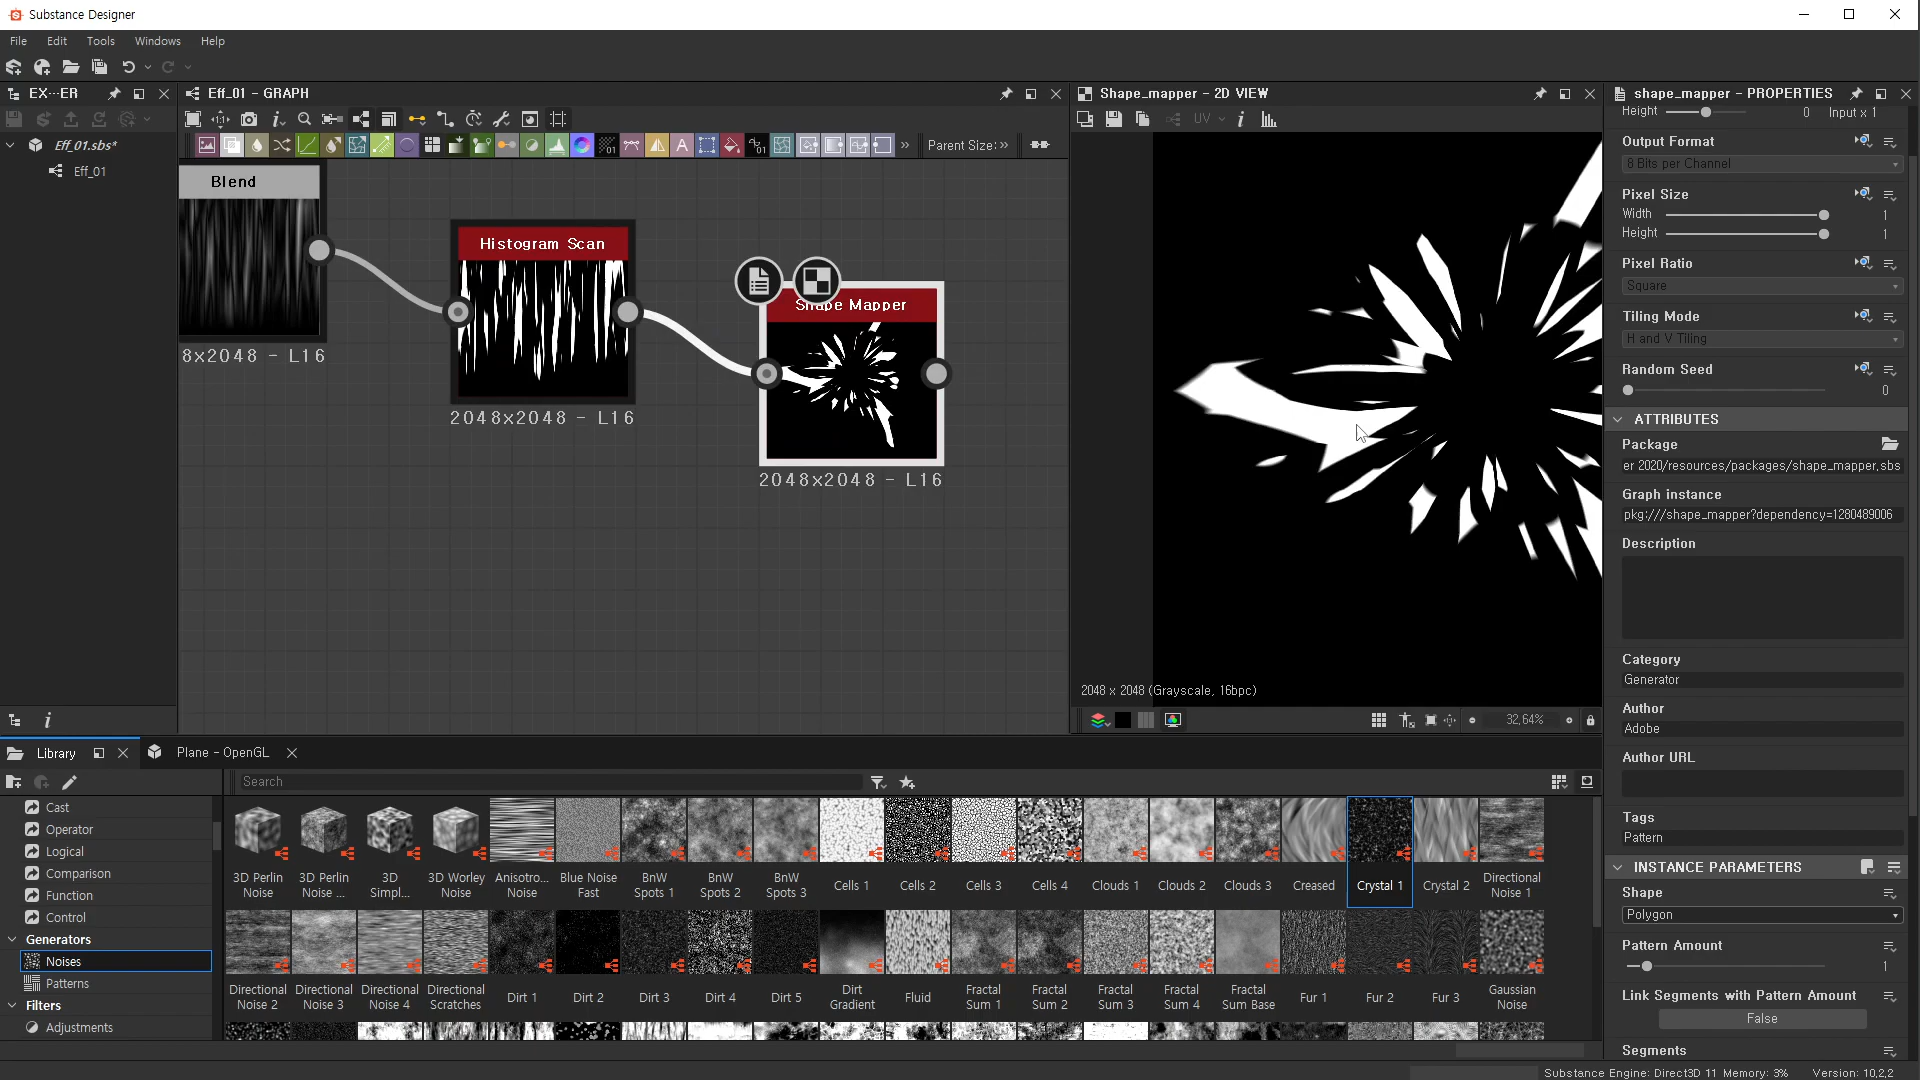 Substance Designer
File Edit Tools Windows Help
EX···ER
Eff_01 - GRAPH
Shape_mapper - 2D VIEW
shape_mapper - PROPERTIES
Eff_01.sbs*
Eff_01
Parent Size:
UV
Blend
8x2048 - L16
Histogram Scan
2048x2048 - L16
Shape Mapper
2048x2048 - L16
2048 x 2048 (Grayscale, 16bpc)
32,64%
Height 0 Input x 1
Output Format
8 Bits per Channel
Pixel Size
Width 1
Height 1
Pixel Ratio
Square
Tiling Mode
H and V Tiling
Random Seed
0
ATTRIBUTES
Package
er 2020/resources/packages/shape_mapper.sbs
Graph instance
pkg:///shape_mapper?dependency=1280489006
Description
Category
Generator
Author
Adobe
Author URL
Tags
Pattern
INSTANCE PARAMETERS
Shape
Polygon
Pattern Amount
1
Link Segments with Pattern Amount
False
Segments
Library
Plane - OpenGL
Search
Cast
Operator
Logical
Comparison
Function
Control
Generators
Noises
Patterns
Filters
Adjustments
3D Perlin Noise
3D Perlin Noise ...
3D Simpl...
3D Worley Noise
Anisotro... Noise
Blue Noise Fast
BnW Spots 1
BnW Spots 2
BnW Spots 3
Cells 1
Cells 2
Cells 3
Cells 4
Clouds 1
Clouds 2
Clouds 3
Creased
Crystal 1
Crystal 2
Directional Noise 1
Directional Noise 2
Directional Noise 3
Directional Noise 4
Directional Scratches
Dirt 1
Dirt 2
Dirt 3
Dirt 4
Dirt 5
Dirt Gradient
Fluid
Fractal Sum 1
Fractal Sum 2
Fractal Sum 3
Fractal Sum 4
Fractal Sum Base
Fur 1
Fur 2
Fur 3
Gaussian Noise
Substance Engine: Direct3D 11 Memory: 3% Version: 10,2,2